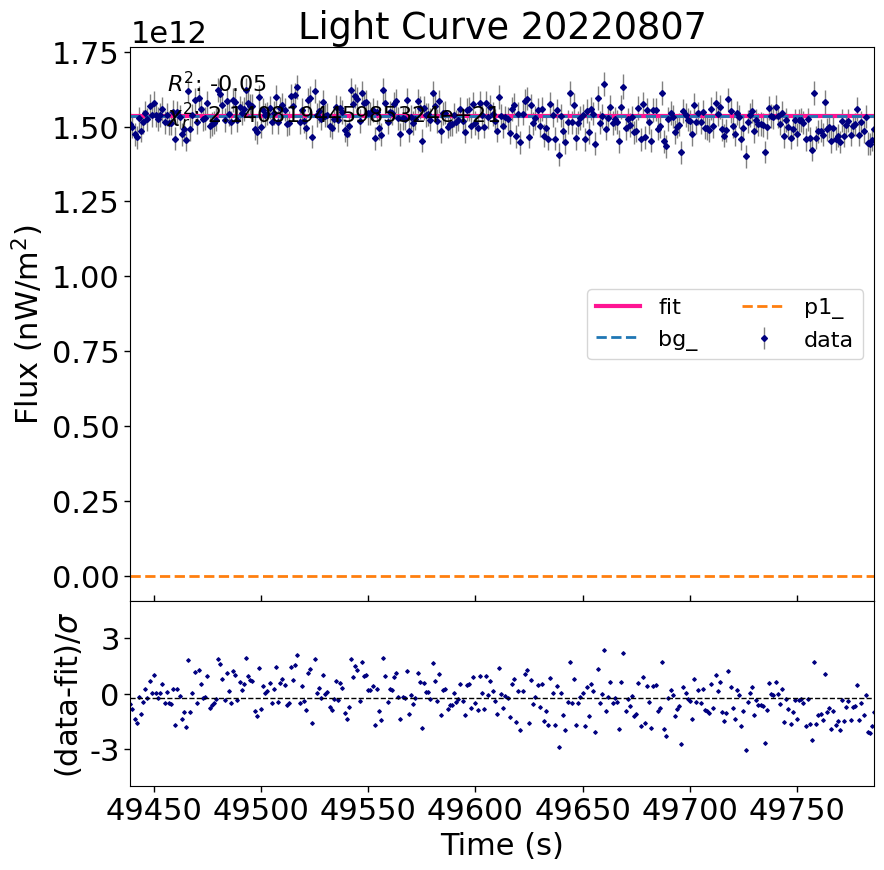 Light Curve 20220807
1e12
1.75
1.50
1.25
1.00
0.75
0.50
0.25
0.00
Flux (nW/m²)
R²: -0.05
χ²:
fit
bg_
p1_
data
3
0
-3
(data-fit)/σ
49450 49500 49550 49600 49650 49700 49750
Time (s)